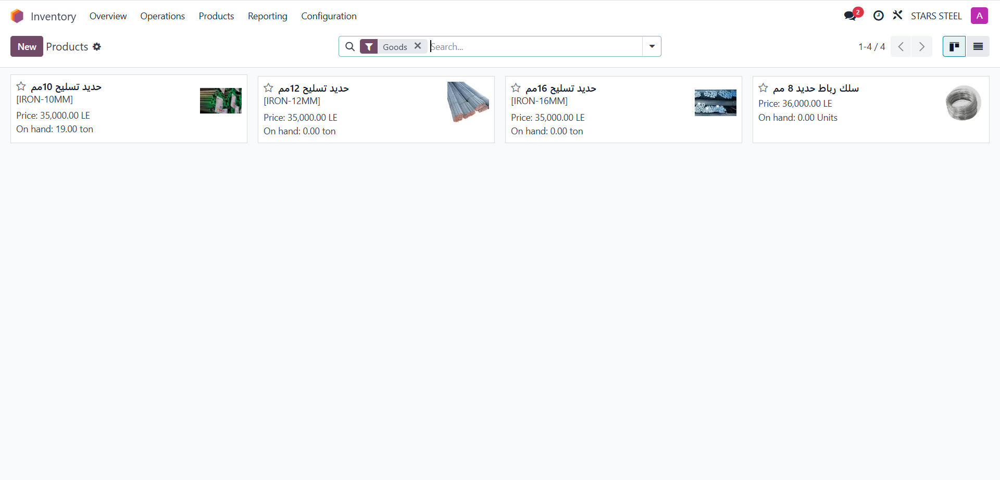 Inventory Overview Operations Products Reporting Configuration 2 STARS STEEL A
New Products Goods Search... 1-4 / 4
حديد تسليح 10مم
[IRON-10MM]
Price: 35,000.00 LE
On hand: 19.00 ton
حديد تسليح 12مم
[IRON-12MM]
Price: 35,000.00 LE
On hand: 0.00 ton
حديد تسليح 16مم
[IRON-16MM]
Price: 35,000.00 LE
On hand: 0.00 ton
سلك رباط حديد 8 مم
Price: 36,000.00 LE
On hand: 0.00 Units